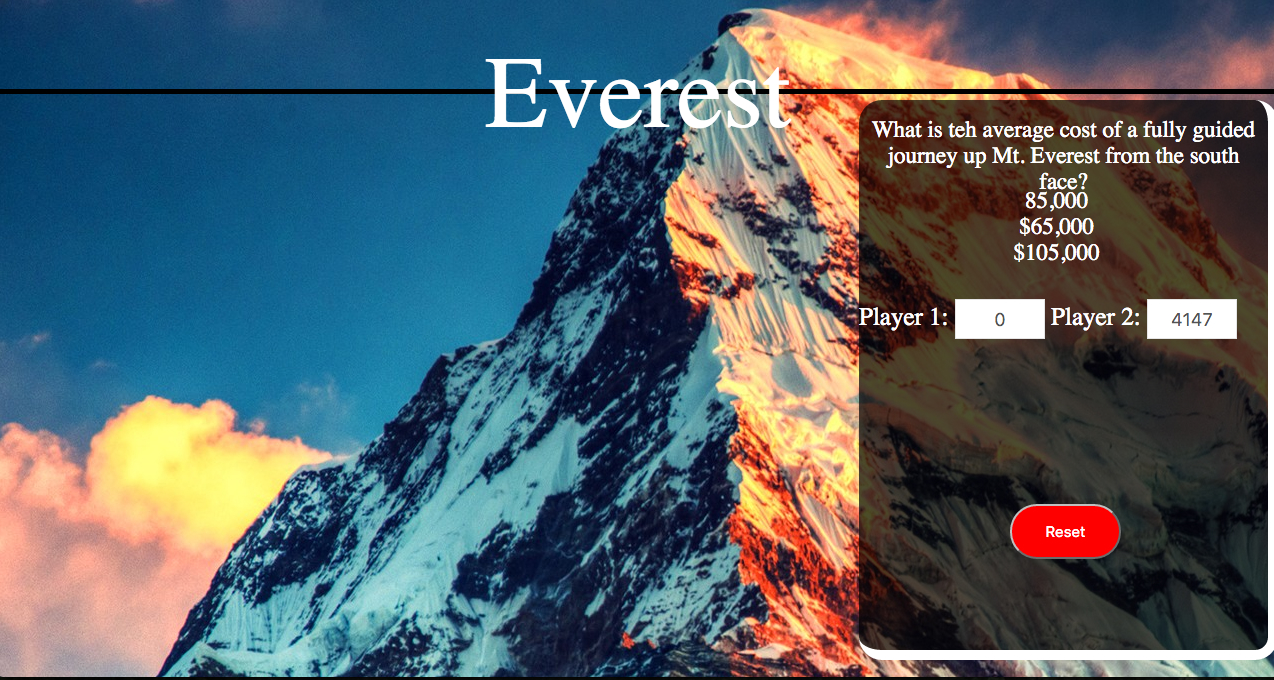 Everest
What is teh average cost of a fully guided
journey up Mt. Everest from the south
face?
85,000
$65,000
$105,000
Player 1: 0 Player 2: 4147
Reset